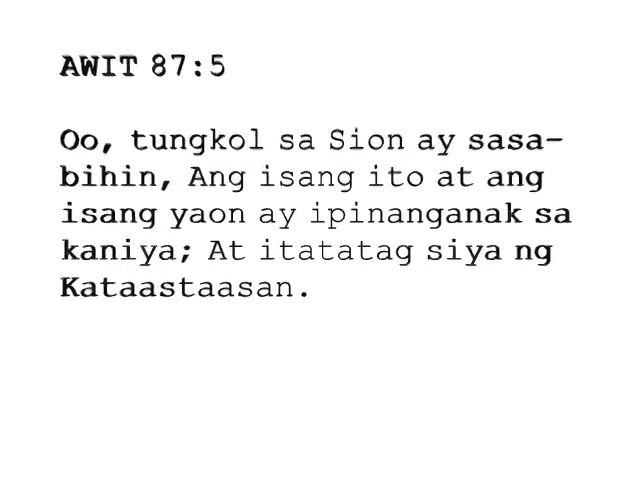 AWIT 87:5
Oo, tungkol sa Sion ay sasa-
bihin, Ang isang ito at ang
isang yaon ay ipinanganak sa
kaniya; At itatatag siya ng
Kataastaasan.